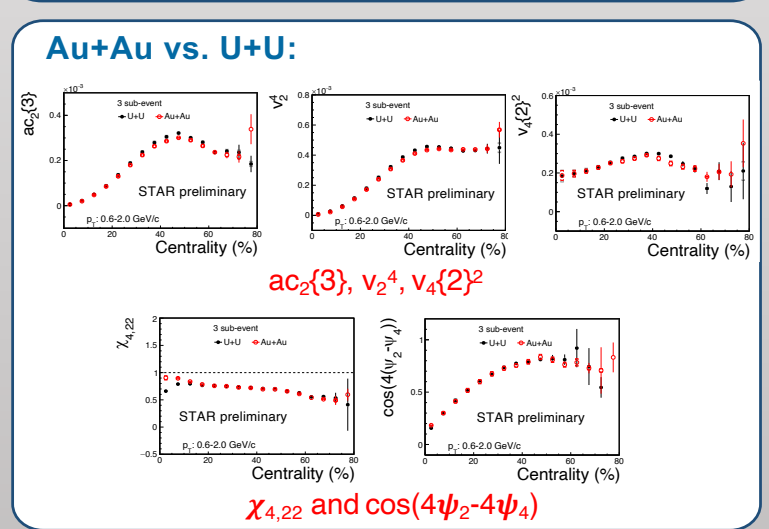 Au+Au vs. U+U:
×10⁻³
ac₂{3}
3 sub-event
U+U Au+Au
0.4
0.2
0
STAR preliminary
p_T: 0.6-2.0 GeV/c
0 20 40 60 80
Centrality (%)
×10⁻³
v₂⁴
0.8
3 sub-event
U+U Au+Au
0.6
0.4
0.2
0
STAR preliminary
p_T: 0.6-2.0 GeV/c
0 20 40 60 80
Centrality (%)
×10⁻³
v₄{2}²
0.6
3 sub-event
U+U Au+Au
0.4
0.2
0
STAR preliminary
p_T: 0.6-2.0 GeV/c
0 20 40 60 80
Centrality (%)
ac₂{3}, v₂⁴, v₄{2}²
χ₄,₂₂
2
3 sub-event
U+U Au+Au
1.5
1
0.5
0
−0.5
STAR preliminary
p_T: 0.6-2.0 GeV/c
0 20 40 60 80
Centrality (%)
cos(4(ψ₂-ψ₄))
3 sub-event
U+U Au+Au
1
0.5
0
STAR preliminary
p_T: 0.6-2.0 GeV/c
0 20 40 60 80
Centrality (%)
χ₄,₂₂ and cos(4ψ₂-4ψ₄)